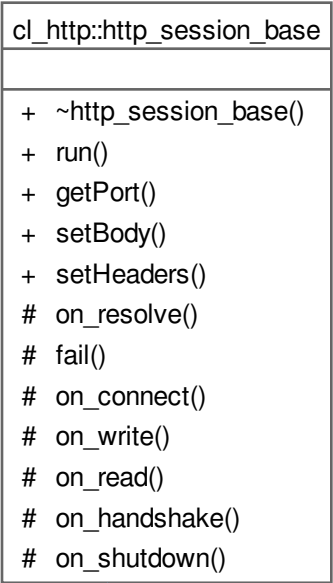 cl_http::http_session_base
+ ~http_session_base()
+ run()
+ getPort()
+ setBody()
+ setHeaders()
# on_resolve()
# fail()
# on_connect()
# on_write()
# on_read()
# on_handshake()
# on_shutdown()